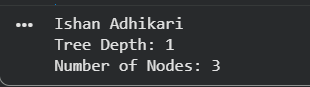 Ishan Adhikari
Tree Depth: 1
Number of Nodes: 3